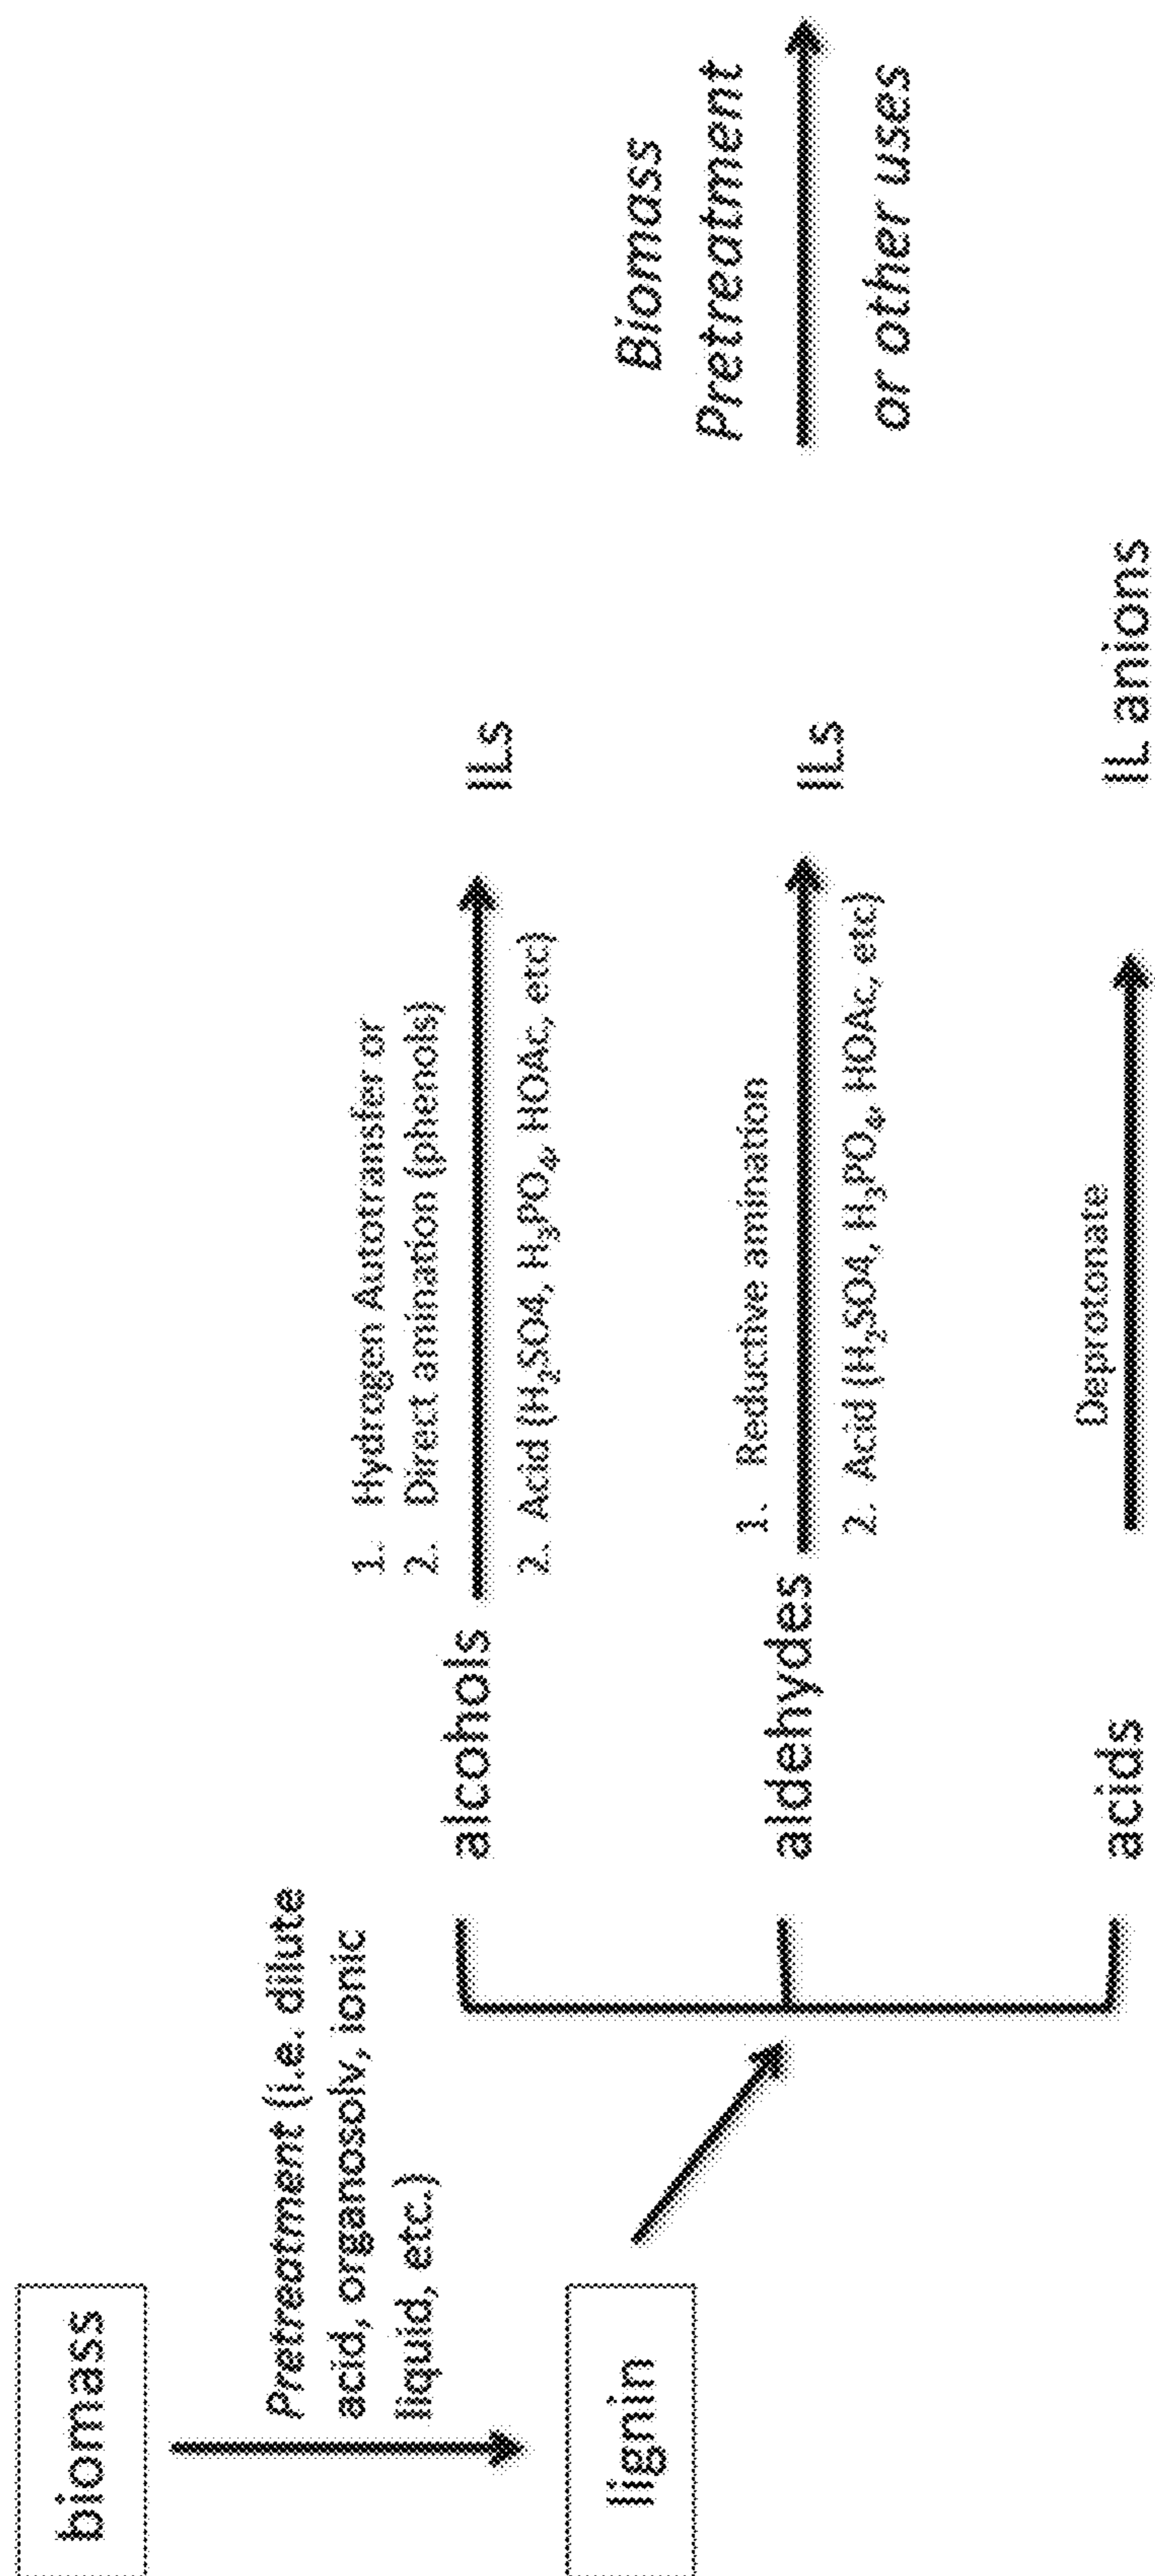 biomass
Pretreatment (i.e. dilute
acid, organosolv, ionic
liquid, etc.)
lignin
alcohols
1. Hydrogen Autotransfer or
2. Direct amination (phenols)
2. Acid (H₂SO4, H₃PO₄, HOAc, etc)
ILs
aldehydes
1. Reductive amination
2. Acid (H₂SO4, H₃PO₄, HOAc, etc)
ILs
acids
Deprotonate
IL anions
Biomass
Pretreatment
or other uses